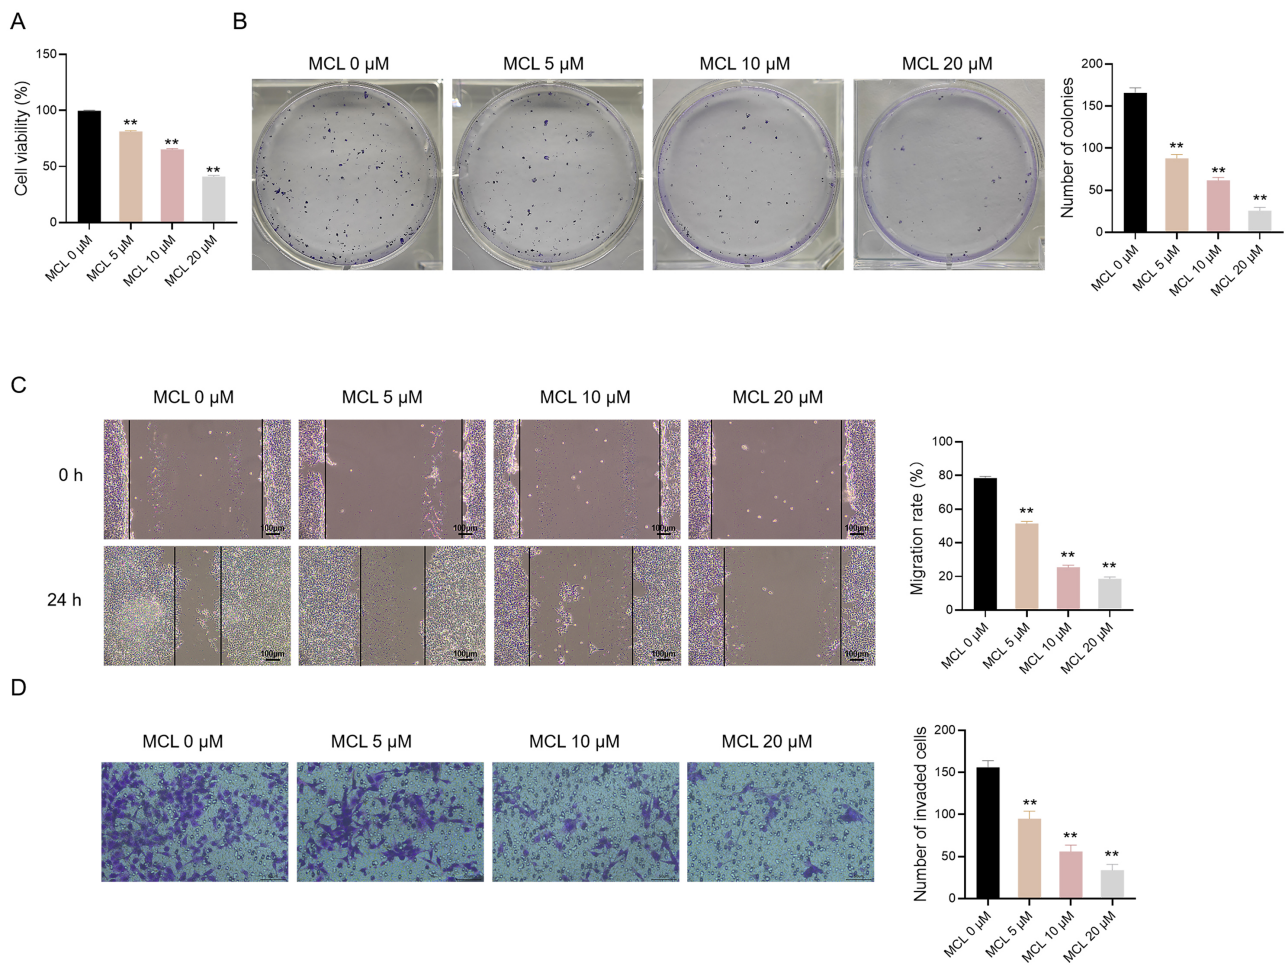 A
Cell viability (%)
150
100
50
0
**
**
**
MCL 0 μM
MCL 5 μM
MCL 10 μM
MCL 20 μM
B
MCL 0 μM
MCL 5 μM
MCL 10 μM
MCL 20 μM
Number of colonies
200
150
100
50
0
**
**
**
MCL 0 μM
MCL 5 μM
MCL 10 μM
MCL 20 μM
C
MCL 0 μM
MCL 5 μM
MCL 10 μM
MCL 20 μM
0 h
100μm
100μm
100μm
100μm
24 h
100μm
100μm
100μm
100μm
Migration rate (%)
100
80
60
40
20
0
**
**
**
MCL 0 μM
MCL 5 μM
MCL 10 μM
MCL 20 μM
D
MCL 0 μM
MCL 5 μM
MCL 10 μM
MCL 20 μM
Number of invaded cells
200
150
100
50
0
**
**
**
MCL 0 μM
MCL 5 μM
MCL 10 μM
MCL 20 μM